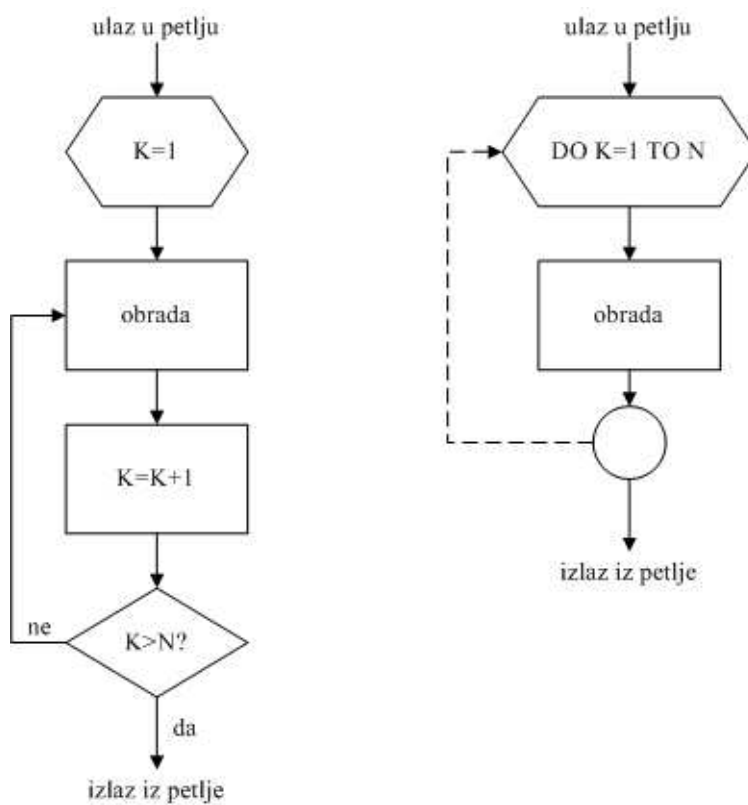 ulaz u petlju
K=1
obrada
K=K+1
K>N?
ne
da
izlaz iz petlje
ulaz u petlju
DO K=1 TO N
obrada
izlaz iz petlje